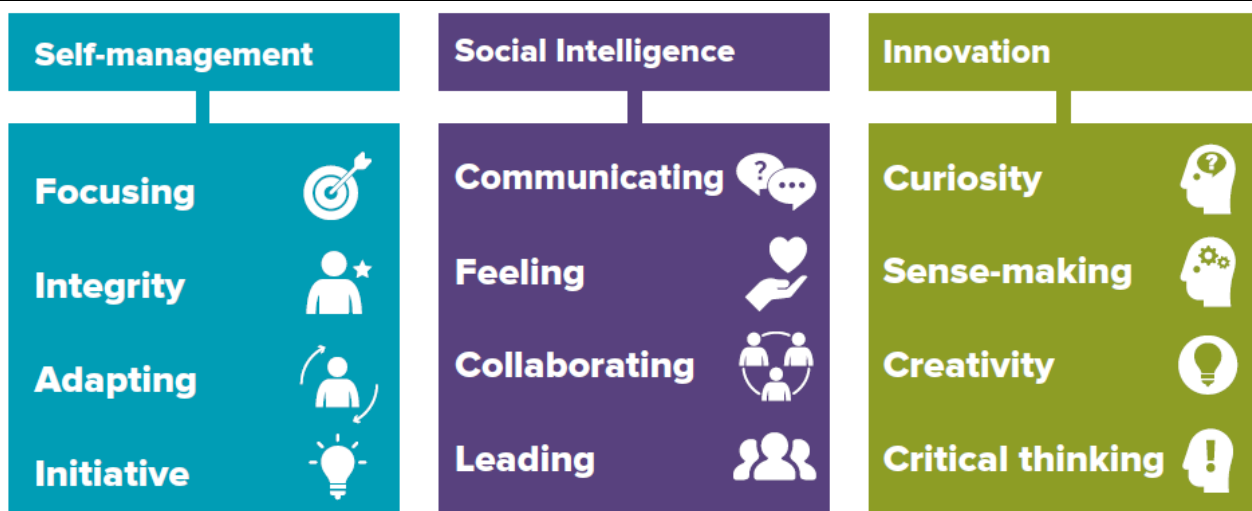 Self-management
Focusing
Integrity
Adapting
Initiative
Social Intelligence
Communicating
?
Feeling
Collaborating
Leading
Innovation
Curiosity
?
Sense-making
Creativity
Critical thinking
!